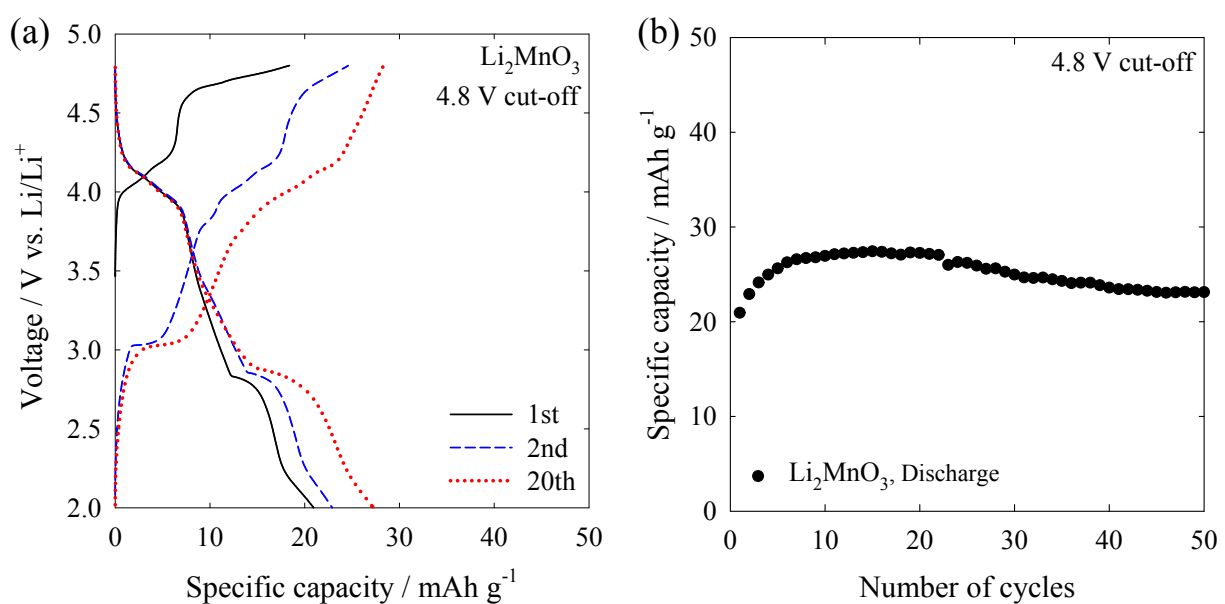 (a)
Li₂MnO₃
4.8 V cut-off
Voltage / V vs. Li/Li⁺
5.0
4.5
4.0
3.5
3.0
2.5
2.0
1st
2nd
20th
0 10 20 30 40 50
Specific capacity / mAh g⁻¹
(b)
4.8 V cut-off
Specific capacity / mAh g⁻¹
50
40
30
20
10
0
Li₂MnO₃, Discharge
0 10 20 30 40 50
Number of cycles